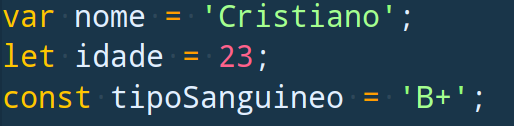 var nome = 'Cristiano';
let idade = 23;
const tipoSanguineo = 'B+';